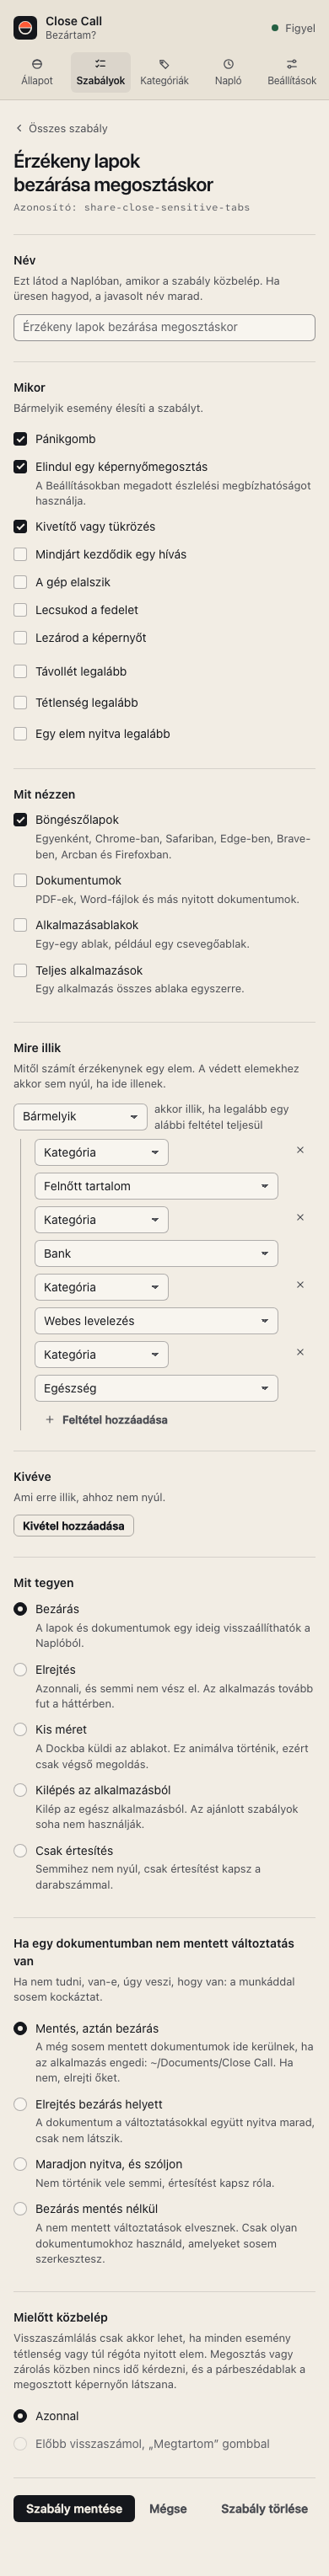 Close Call
Bezártam?
Figyel
Állapot
Szabályok
Kategóriák
Napló
Beállítások
Összes szabály
Érzékeny lapok
bezárása megosztáskor
Azonosító: share-close-sensitive-tabs
Név
Ezt látod a Naplóban, amikor a szabály közbelép. Ha
üresen hagyod, a javasolt név marad.
Érzékeny lapok bezárása megosztáskor
Mikor
Bármelyik esemény élesíti a szabályt.
Pánikgomb
Elindul egy képernyőmegosztás
A Beállításokban megadott észlelési megbízhatóságot
használja.
Kivetítő vagy tükrözés
Mindjárt kezdődik egy hívás
A gép elalszik
Lecsukod a fedelet
Lezárod a képernyőt
Távollét legalább
Tétlenség legalább
Egy elem nyitva legalább
Mit nézzen
Böngészőlapok
Egyenként, Chrome-ban, Safariban, Edge-ben, Brave-
ben, Arcban és Firefoxban.
Dokumentumok
PDF-ek, Word-fájlok és más nyitott dokumentumok.
Alkalmazásablakok
Egy-egy ablak, például egy csevegőablak.
Teljes alkalmazások
Egy alkalmazás összes ablaka egyszerre.
Mire illik
Mitől számít érzékenynek egy elem. A védett elemekhez
akkor sem nyúl, ha ide illenek.
Bármelyik
akkor illik, ha legalább egy
alábbi feltétel teljesül
Kategória
Felnőtt tartalom
Kategória
Bank
Kategória
Webes levelezés
Kategória
Egészség
Feltétel hozzáadása
Kivéve
Ami erre illik, ahhoz nem nyúl.
Kivétel hozzáadása
Mit tegyen
Bezárás
A lapok és dokumentumok egy ideig visszaállíthatók a
Naplóból.
Elrejtés
Azonnali, és semmi nem vész el. Az alkalmazás tovább
fut a háttérben.
Kis méret
A Dockba küldi az ablakot. Ez animálva történik, ezért
csak végső megoldás.
Kilépés az alkalmazásból
Kilép az egész alkalmazásból. Az ajánlott szabályok
soha nem használják.
Csak értesítés
Semmihez nem nyúl, csak értesítést kapsz a
darabszámmal.
Ha egy dokumentumban nem mentett változtatás
van
Ha nem tudni, van-e, úgy veszi, hogy van: a munkáddal
sosem kockáztat.
Mentés, aztán bezárás
A még sosem mentett dokumentumok ide kerülnek, ha
az alkalmazás engedi: ~/Documents/Close Call. Ha
nem, elrejti őket.
Elrejtés bezárás helyett
A dokumentum a változtatásokkal együtt nyitva marad,
csak nem látszik.
Maradjon nyitva, és szóljon
Nem történik vele semmi, értesítést kapsz róla.
Bezárás mentés nélkül
A nem mentett változtatások elvesznek. Csak olyan
dokumentumokhoz használd, amelyeket sosem
szerkesztesz.
Mielőtt közbelép
Visszaszámlálás csak akkor lehet, ha minden esemény
tétlenség vagy túl régóta nyitott elem. Megosztás vagy
zárolás közben nincs idő kérdezni, és a párbeszédablak a
megosztott képernyőn látszana.
Azonnal
Előbb visszaszámol, „Megtartom” gombbal
Szabály mentése
Mégse
Szabály törlése